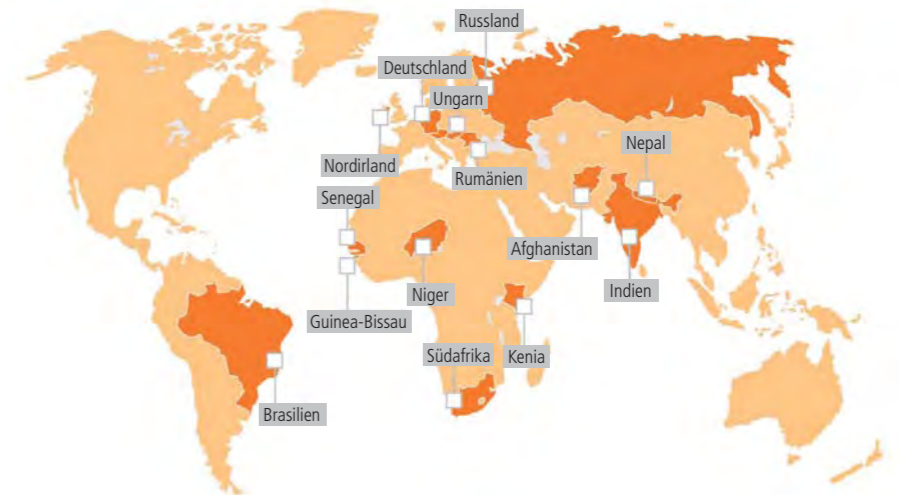 Russland
Deutschland
Ungarn
Nepal
Nordirland
Rumänien
Senegal
Afghanistan
Indien
Niger
Guinea-Bissau
Südafrika
Kenia
Brasilien